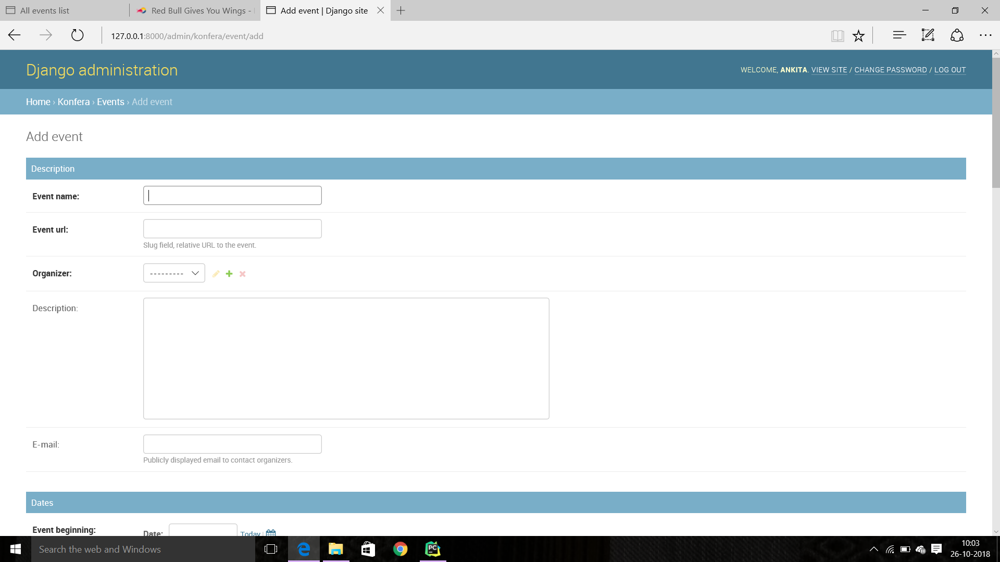 All events list
Red Bull Gives You Wings -
Add event | Django site
127.0.0.1:8000/admin/konfera/event/add
Django administration
WELCOME, ANKITA. VIEW SITE / CHANGE PASSWORD / LOG OUT
Home › Konfera › Events › Add event
Add event
Description
Event name:
Event url:
Slug field, relative URL to the event.
Organizer:
---------
Description:
E-mail:
Publicly displayed email to contact organizers.
Dates
Event beginning:
Date:
Today |
Search the web and Windows
PC
10:03
26-10-2018